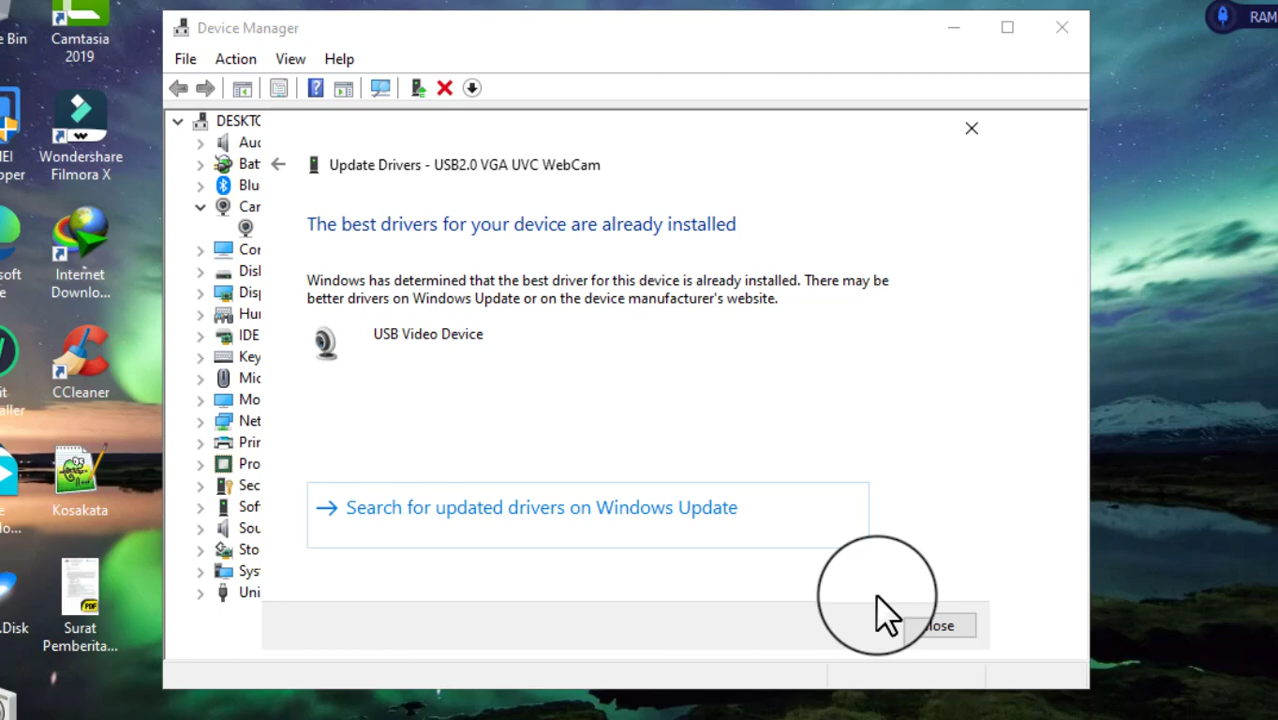 Bin
Camtasia
2019
Wondershare
Filmora X
Internet
Downlo...
CCleaner
Kosakata
.Disk
PDF
Surat
Pemberita...
RAM
Device Manager
File
Action
View
Help
DESKTO
Aud
Bat
Blu
Car
Cor
Disl
Disp
Hur
IDE
Key
Mic
Mo
Net
Prin
Pro
Sec
Sof
Sou
Sto
Sys
Uni
Update Drivers - USB2.0 VGA UVC WebCam
The best drivers for your device are already installed
Windows has determined that the best driver for this device is already installed. There may be
better drivers on Windows Update or on the device manufacturer's website.
USB Video Device
Search for updated drivers on Windows Update
lose